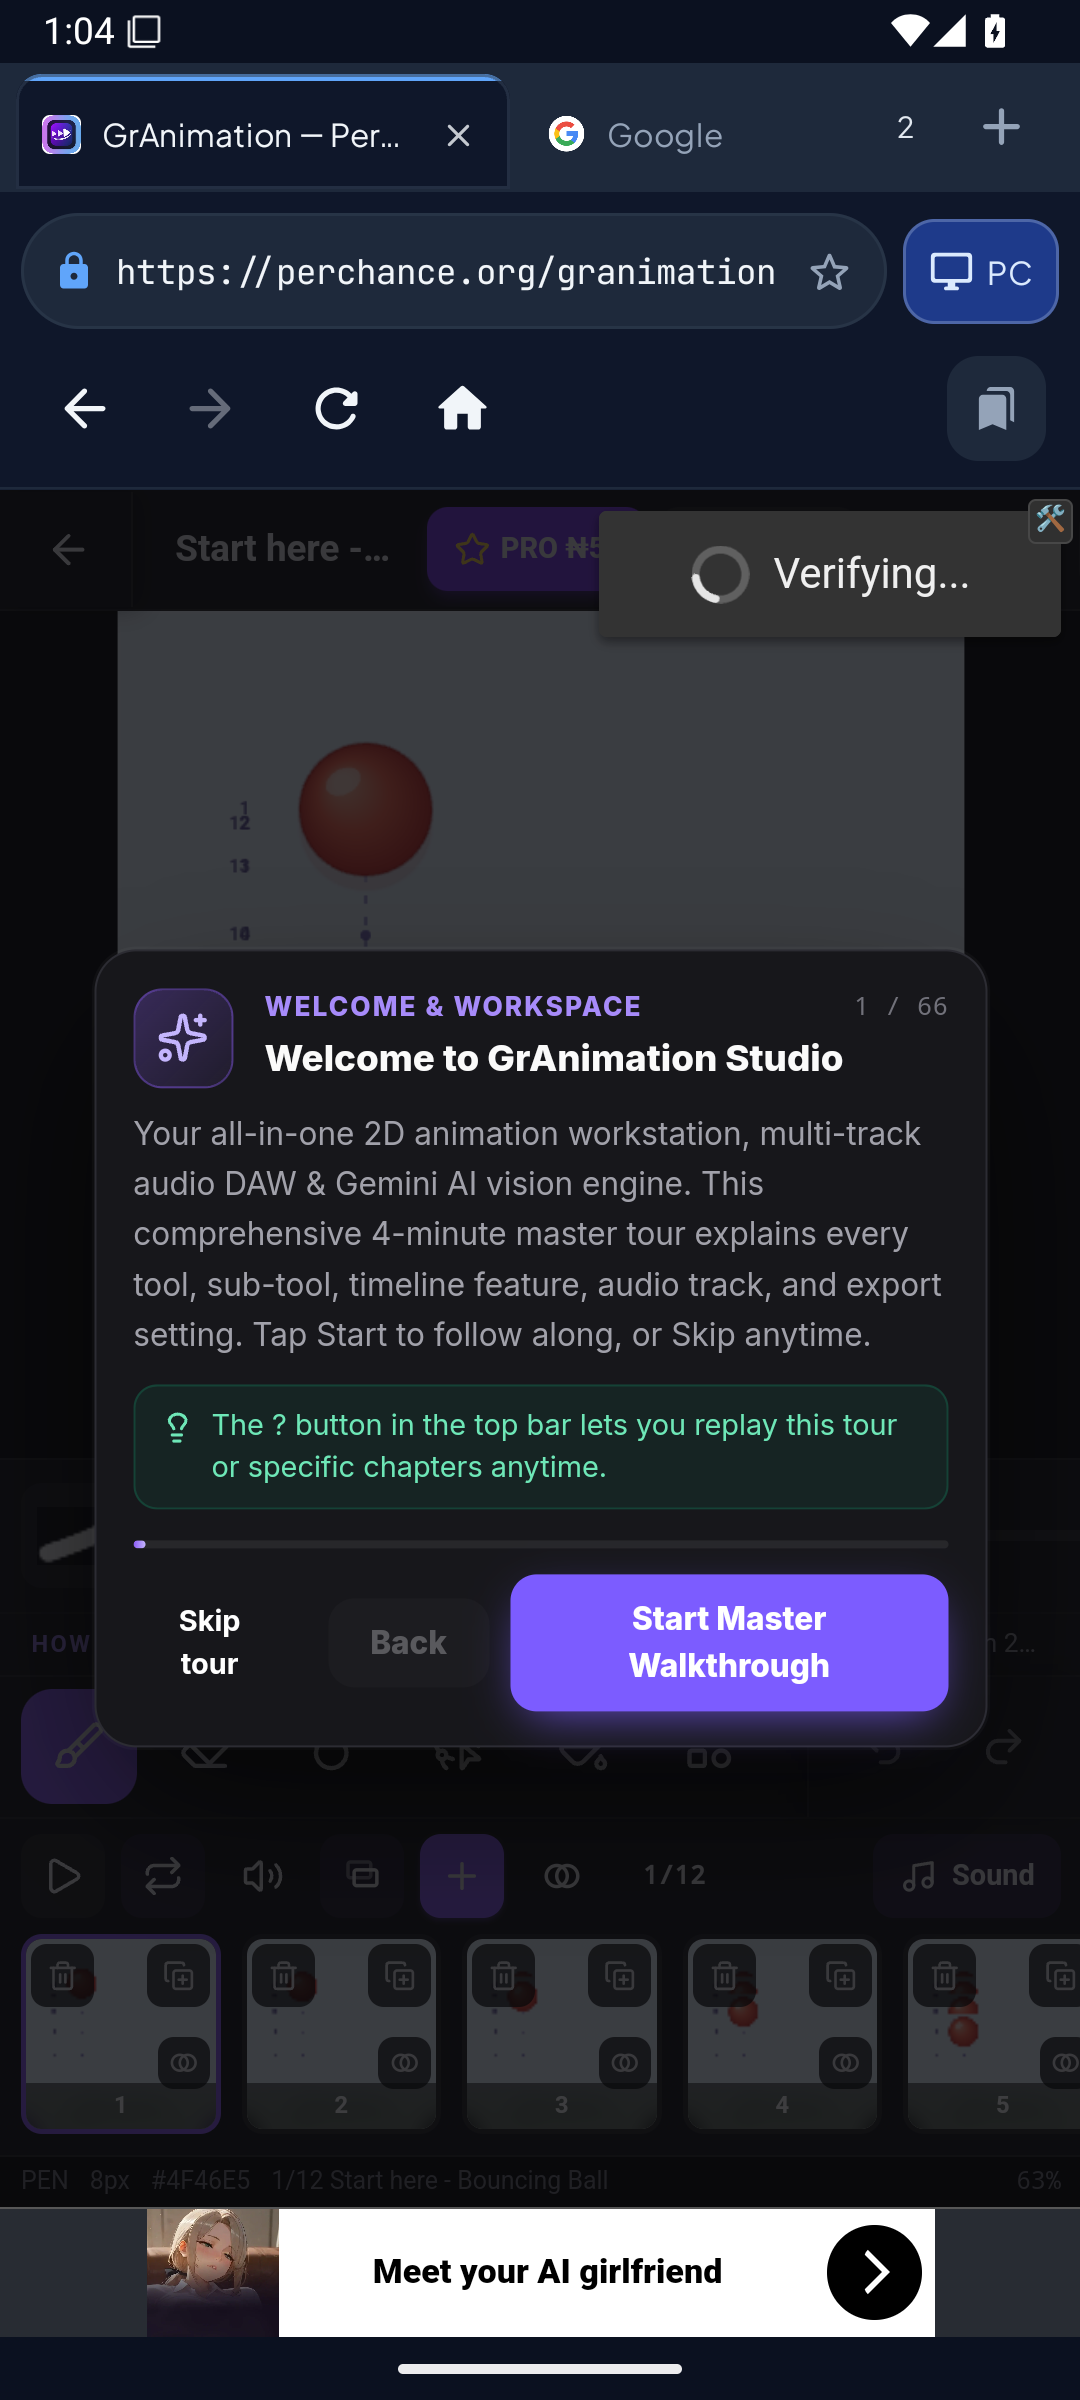 1:04
GrAnimation — Per...
Google
2
https://perchance.org/granimation
PC
Start here -...
PRO ₦5
Verifying...
1
12
13
WELCOME & WORKSPACE
1 / 66
Welcome to GrAnimation Studio
Your all-in-one 2D animation workstation, multi-track
audio DAW & Gemini AI vision engine. This
comprehensive 4-minute master tour explains every
tool, sub-tool, timeline feature, audio track, and export
setting. Tap Start to follow along, or Skip anytime.
The ? button in the top bar lets you replay this tour
or specific chapters anytime.
Skip
tour
Back
Start Master
Walkthrough
HOW
2...
1/12
Sound
1
2
3
4
5
PEN 8px #4F46E5 1/12 Start here - Bouncing Ball
63%
Meet your AI girlfriend